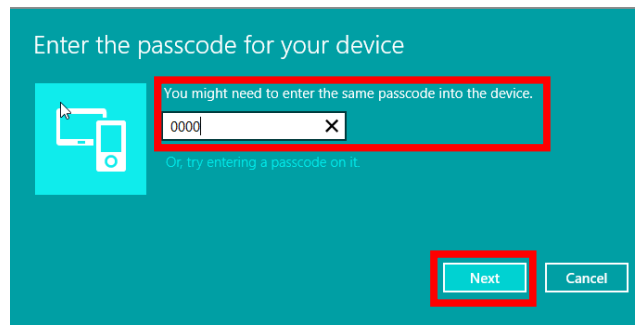 Enter the passcode for your device
You might need to enter the same passcode into the device.
0000
Or, try entering a passcode on it.
Next
Cancel